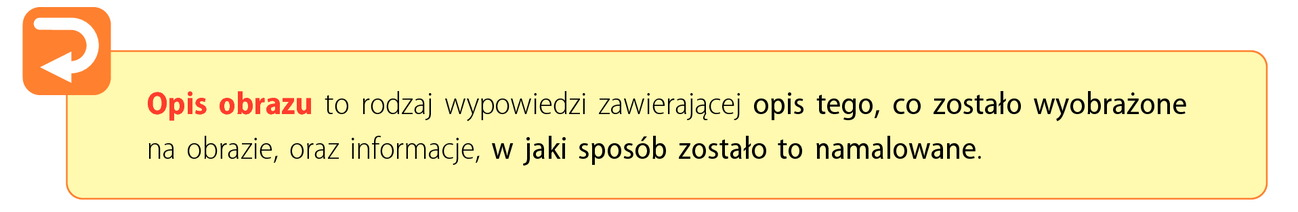 Opis obrazu to rodzaj wypowiedzi zawierającej opis tego, co zostało wyobrażone
na obrazie, oraz informacje, w jaki sposób zostało to namalowane.